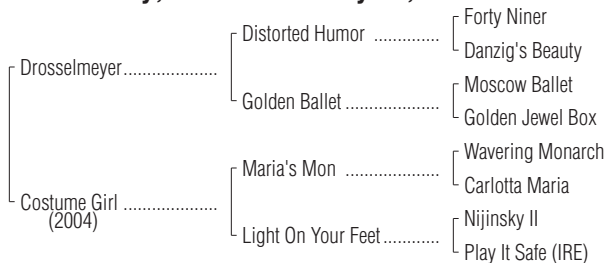 Forty Niner
Distorted Humor ..............
Danzig's Beauty
Drosselmeyer....................
Moscow Ballet
Golden Ballet ....................
Golden Jewel Box
Wavering Monarch
Maria's Mon ....................
Carlotta Maria
Costume Girl ....................
(2004)
Nijinsky II
Light On Your Feet............
Play It Safe (IRE)